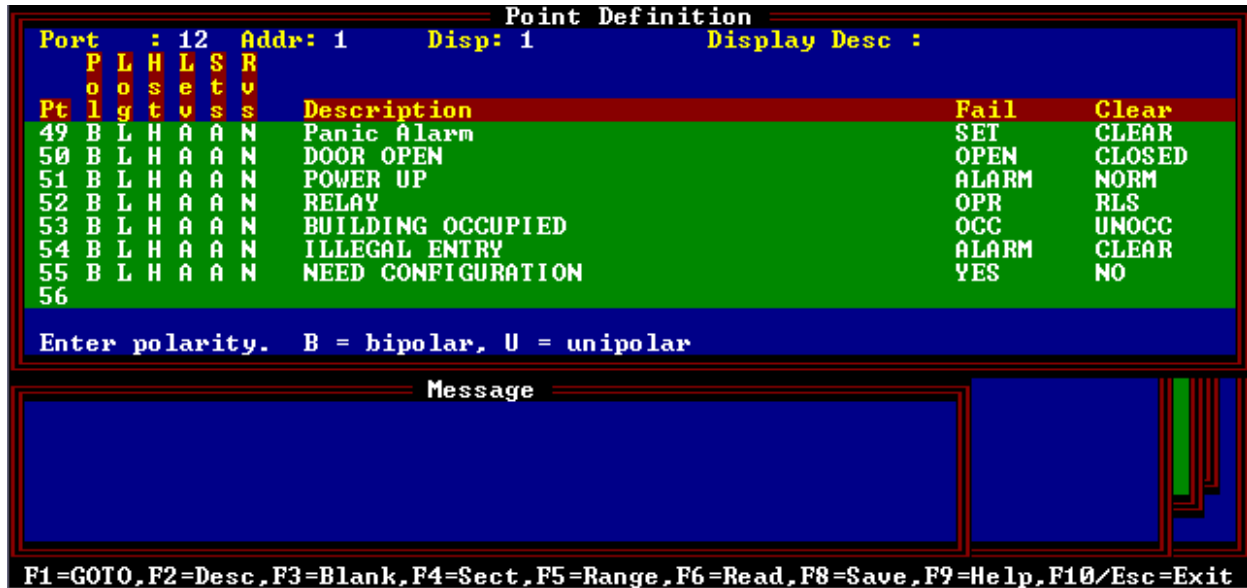 Point Definition
Port : 12 Addr: 1 Disp: 1 Display Desc :
P L H L S R
o o s e t v
Pt l g t v s s Description Fail Clear
49 B L H A A N Panic Alarm SET CLEAR
50 B L H A A N DOOR OPEN OPEN CLOSED
51 B L H A A N POWER UP ALARM NORM
52 B L H A A N RELAY OPR RLS
53 B L H A A N BUILDING OCCUPIED OCC UNOCC
54 B L H A A N ILLEGAL ENTRY ALARM CLEAR
55 B L H A A N NEED CONFIGURATION YES NO
56
Enter polarity. B = bipolar, U = unipolar
Message
F1=GOTO,F2=Desc,F3=Blank,F4=Sect,F5=Range,F6=Read,F8=Save,F9=Help,F10/Esc=Exit